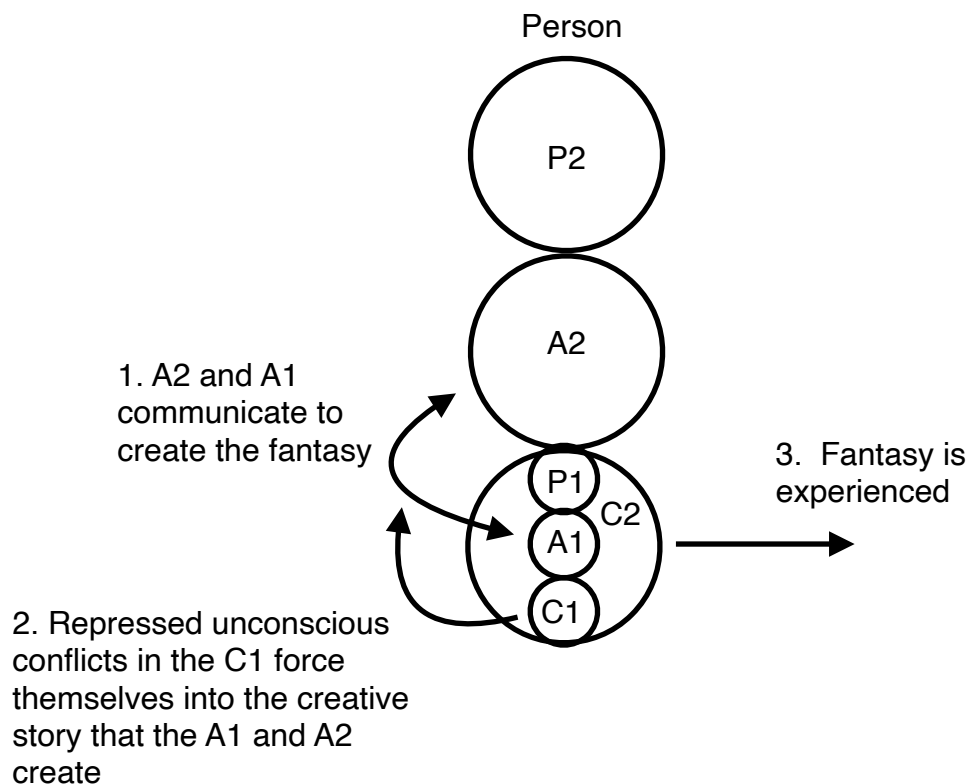 Person
P2
A2
1. A2 and A1
communicate to
create the fantasy
P1
C2
A1
C1
3. Fantasy is
experienced
2. Repressed unconscious
conflicts in the C1 force
themselves into the creative
story that the A1 and A2
create